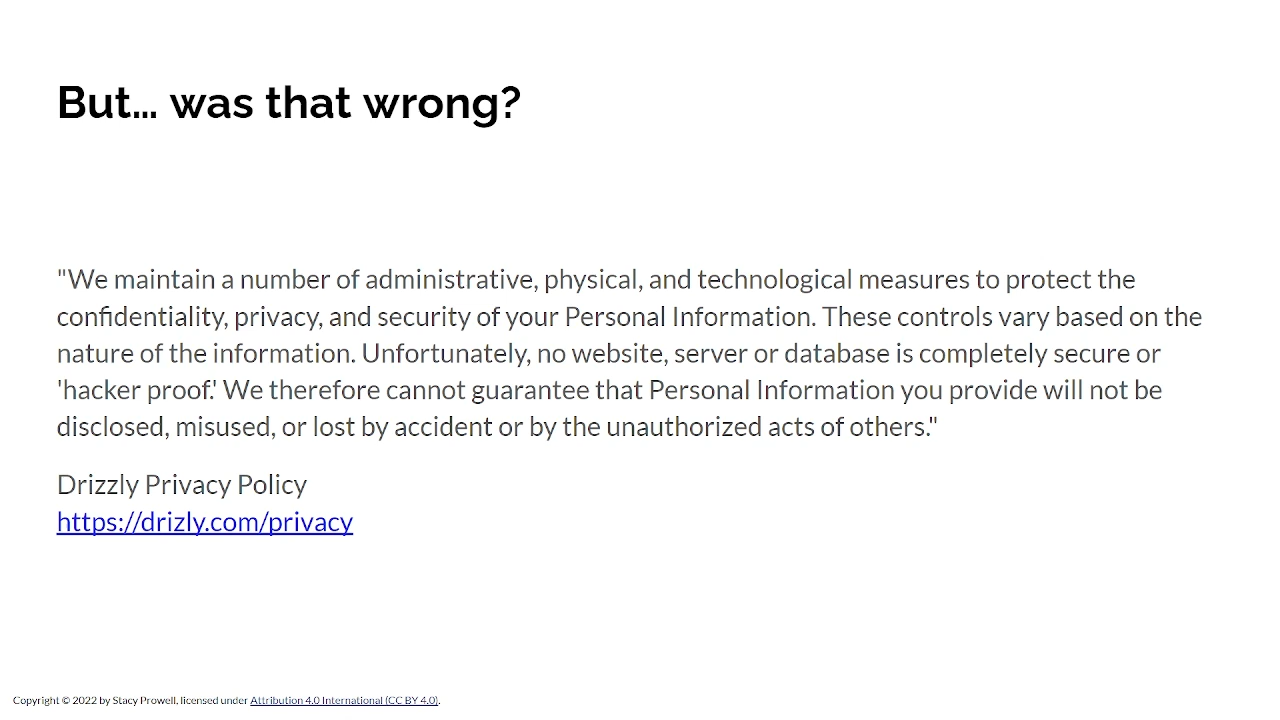 But… was that wrong?
"We maintain a number of administrative, physical, and technological measures to protect the
confidentiality, privacy, and security of your Personal Information. These controls vary based on the
nature of the information. Unfortunately, no website, server or database is completely secure or
'hacker proof.' We therefore cannot guarantee that Personal Information you provide will not be
disclosed, misused, or lost by accident or by the unauthorized acts of others."
Drizzly Privacy Policy
https://drizly.com/privacy
Copyright © 2022 by Stacy Prowell, licensed under Attribution 4.0 International (CC BY 4.0).